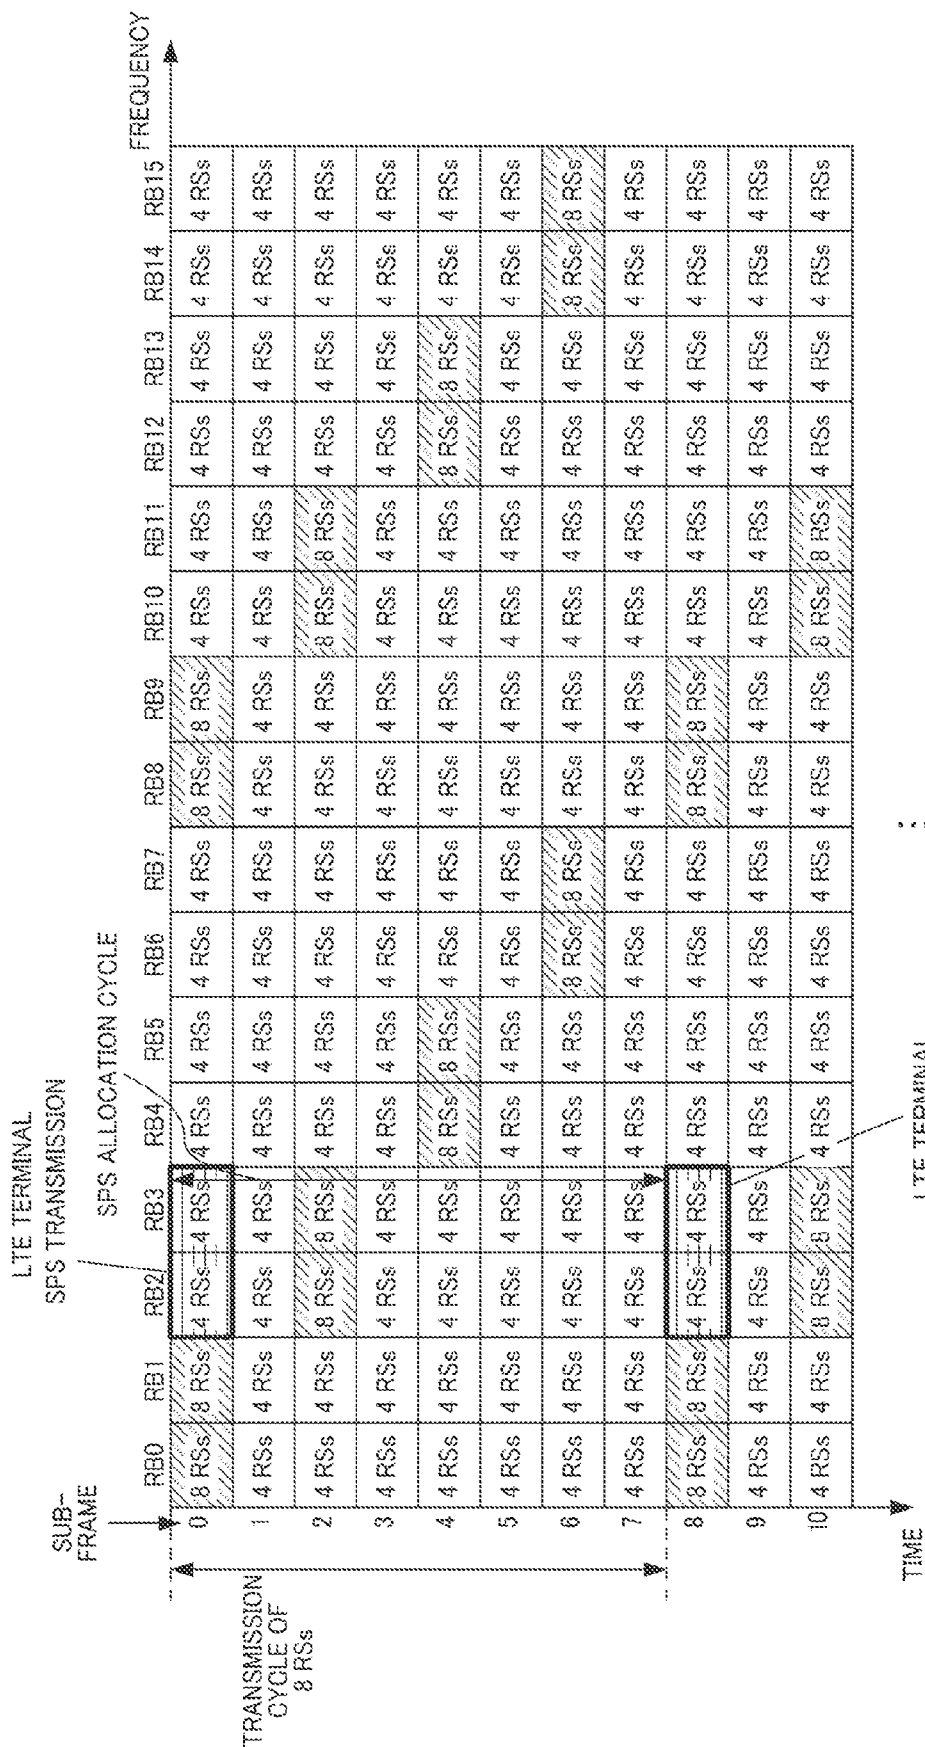 LTE TERMINAL
SPS TRANSMISSION
SPS ALLOCATION CYCLE
SUB-
FRAME
TRANSMISSION
CYCLE OF
8 RSs
RB0 RB1 RB2 RB3 RB4 RB5 RB6 RB7 RB8 RB9 RB10 RB11 RB12 RB13 RB14 RB15 FREQUENCY
0 8 RSs 8 RSs 4 RSs 4 RSs 4 RSs 4 RSs 4 RSs 4 RSs 8 RSs 8 RSs 4 RSs 4 RSs 4 RSs 4 RSs 4 RSs 4 RSs
1 4 RSs 4 RSs 4 RSs 4 RSs 4 RSs 4 RSs 4 RSs 4 RSs 4 RSs 4 RSs 4 RSs 4 RSs 4 RSs 4 RSs 4 RSs 4 RSs
2 4 RSs 4 RSs 8 RSs 8 RSs 4 RSs 4 RSs 4 RSs 4 RSs 4 RSs 4 RSs 8 RSs 8 RSs 4 RSs 4 RSs 4 RSs 4 RSs
3 4 RSs 4 RSs 4 RSs 4 RSs 4 RSs 4 RSs 4 RSs 4 RSs 4 RSs 4 RSs 4 RSs 4 RSs 4 RSs 4 RSs 4 RSs 4 RSs
4 4 RSs 4 RSs 4 RSs 4 RSs 8 RSs 8 RSs 4 RSs 4 RSs 4 RSs 4 RSs 4 RSs 4 RSs 8 RSs 8 RSs 4 RSs 4 RSs
5 4 RSs 4 RSs 4 RSs 4 RSs 4 RSs 4 RSs 4 RSs 4 RSs 4 RSs 4 RSs 4 RSs 4 RSs 4 RSs 4 RSs 4 RSs 4 RSs
6 4 RSs 4 RSs 4 RSs 4 RSs 4 RSs 4 RSs 8 RSs 8 RSs 4 RSs 4 RSs 4 RSs 4 RSs 4 RSs 4 RSs 8 RSs 8 RSs
7 4 RSs 4 RSs 4 RSs 4 RSs 4 RSs 4 RSs 4 RSs 4 RSs 4 RSs 4 RSs 4 RSs 4 RSs 4 RSs 4 RSs 4 RSs 4 RSs
8 8 RSs 8 RSs 4 RSs 4 RSs 4 RSs 4 RSs 4 RSs 4 RSs 8 RSs 8 RSs 4 RSs 4 RSs 4 RSs 4 RSs 4 RSs 4 RSs
9 4 RSs 4 RSs 4 RSs 4 RSs 4 RSs 4 RSs 4 RSs 4 RSs 4 RSs 4 RSs 4 RSs 4 RSs 4 RSs 4 RSs 4 RSs 4 RSs
10 4 RSs 4 RSs 8 RSs 8 RSs 4 RSs 4 RSs 4 RSs 4 RSs 4 RSs 4 RSs 8 RSs 8 RSs 4 RSs 4 RSs 4 RSs 4 RSs
TIME
LTE TERMINAL